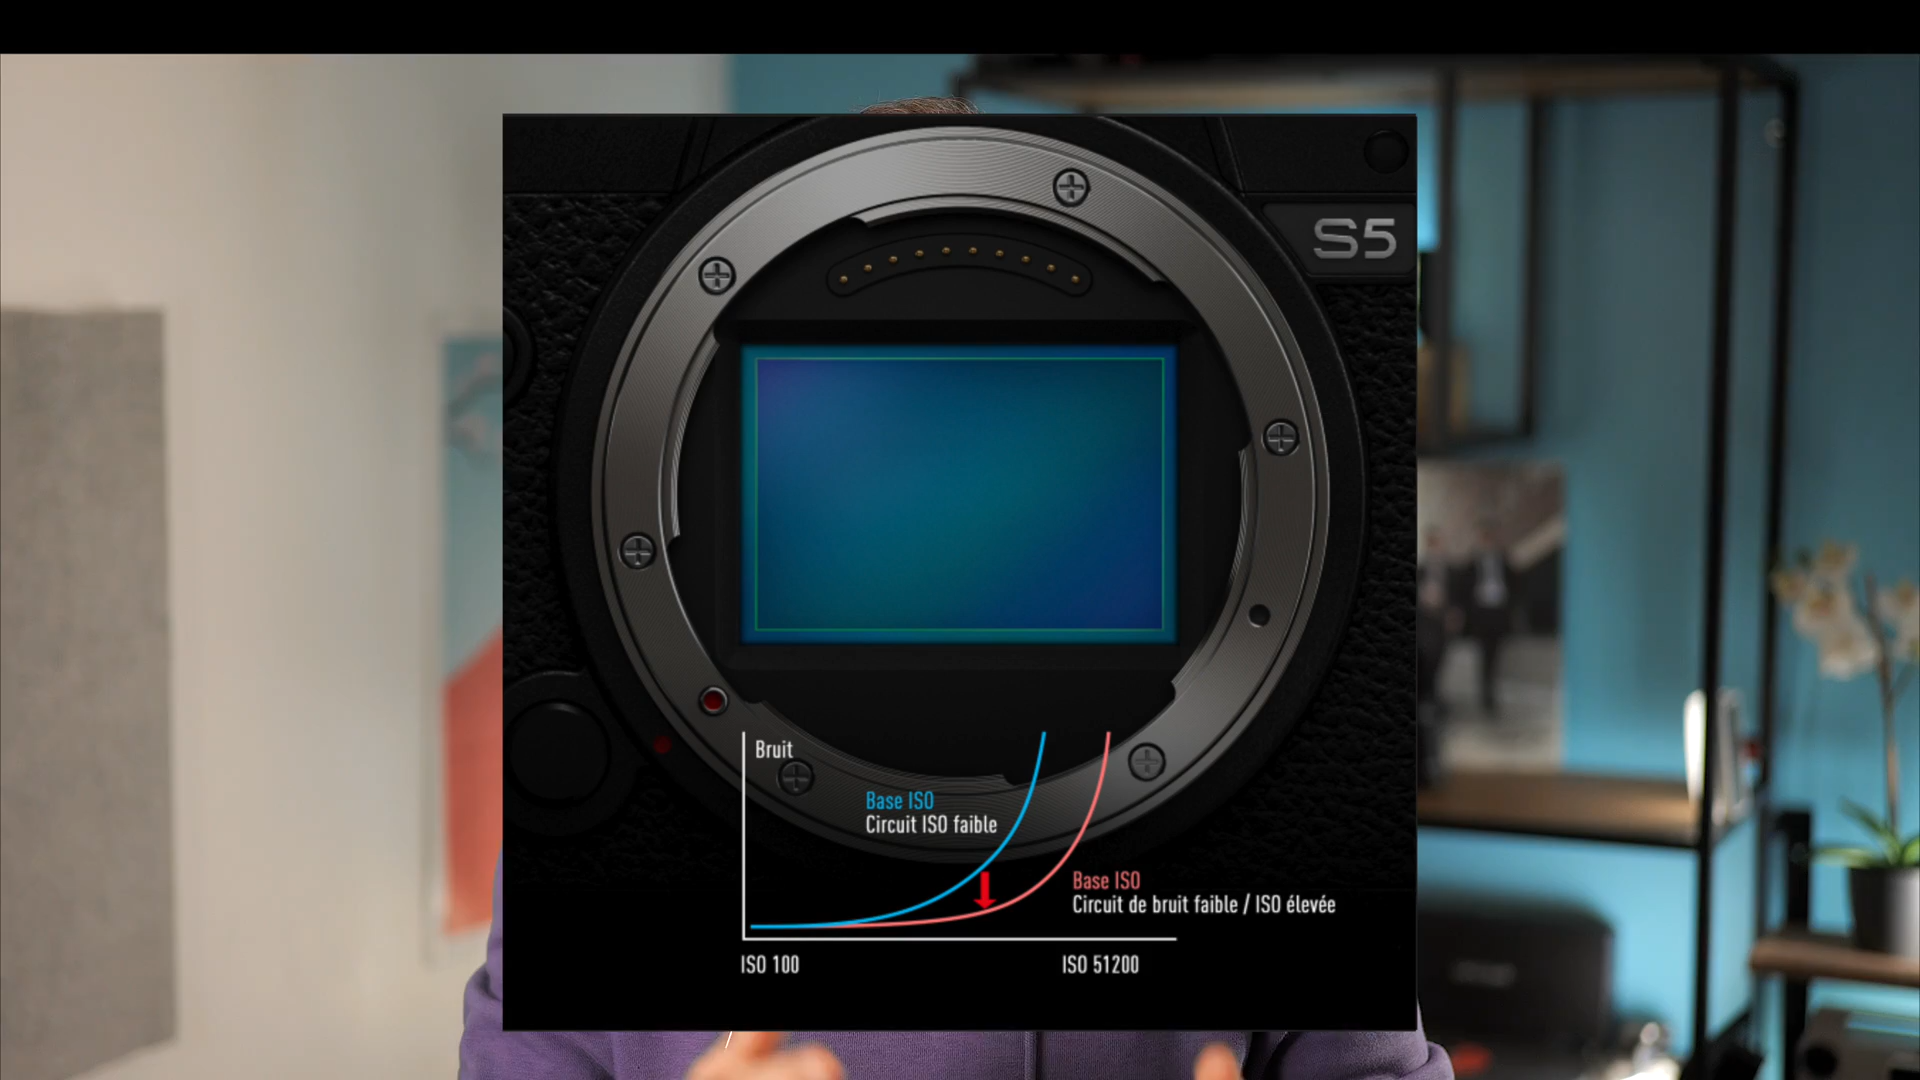 S5
Bruit
Base ISO
Circuit ISO faible
Base ISO
Circuit de bruit faible / ISO élevée
ISO 100
ISO 51200